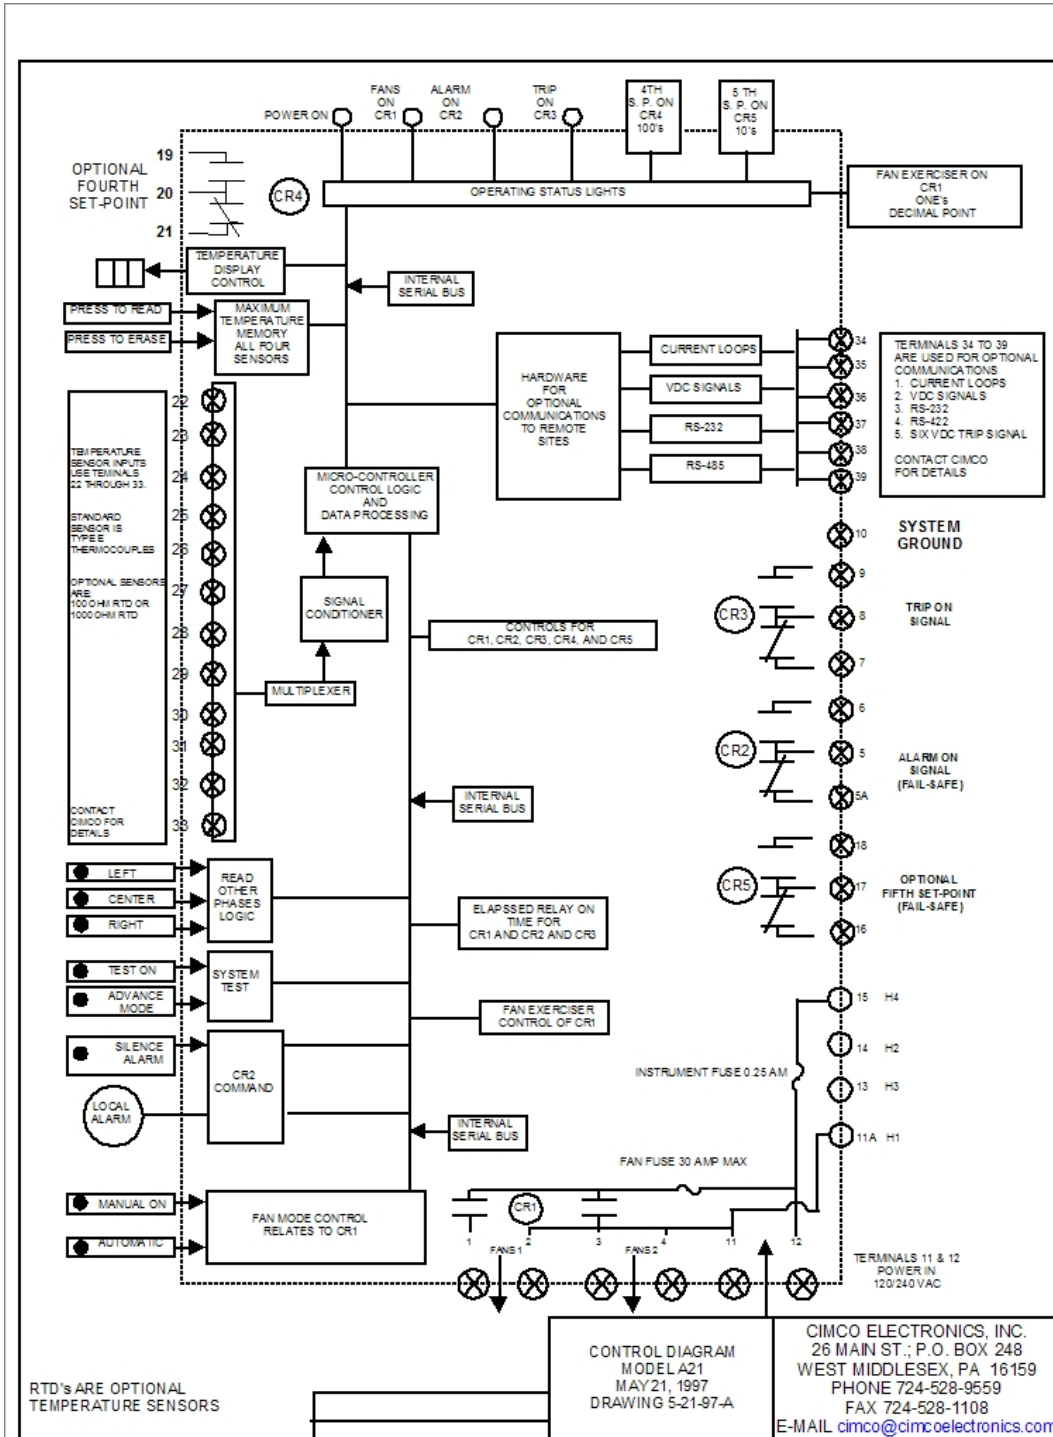 POWER ON
FANS
ON
CR1
ALARM
ON
CR2
TRIP
ON
CR3
4TH
S. P. ON
CR4
100's
5 TH
S. P. ON
CR5
10's
OPTIONAL
FOURTH
SET-POINT
19
20
21
CR4
OPERATING STATUS LIGHTS
FAN EXERCISER ON
CR1
ONE's
DECIMAL POINT
TEMPERATURE
DISPLAY
CONTROL
INTERNAL
SERIAL BUS
PRESS TO READ
PRESS TO ERASE
MAXIMUM
TEMPERATURE
MEMORY
ALL FOUR
SENSORS
HARDWARE
FOR
OPTIONAL
COMMUNICATIONS
TO REMOTE
SITES
CURRENT LOOPS
VDC SIGNALS
RS-232
RS-485
34
35
36
37
38
39
TERMINALS 34 TO 39
ARE USED FOR OPTIONAL
COMMUNICATIONS
1. CURRENT LOOPS
2. VDC SIGNALS
3. RS-232
4. RS-422
5. SIX VDC TRIP SIGNAL
CONTACT CIMCO
FOR DETAILS
TEMPERATURE
SENSOR INPUTS
USE TEMINALS
22 THROUGH 33.
STANDARD
SENSOR IS
TYPE E
THERMOCOUPLES
OPTIONAL SENSORS
ARE:
100 OHM RTD OR
1000 OHM RTD
CONTACT
CIMCO FOR
DETAILS
22
23
24
25
26
27
28
29
30
31
32
33
MICRO-CONTROLLER
CONTROL LOGIC
AND
DATA PROCESSING
SIGNAL
CONDITIONER
MULTIPLEXER
CONTROLS FOR
CR1, CR2, CR3, CR4, AND CR5
10
SYSTEM
GROUND
CR3
9
8
7
TRIP ON
SIGNAL
CR2
6
5
5A
ALARM ON
SIGNAL
(FAIL-SAFE)
INTERNAL
SERIAL BUS
CR5
18
17
16
OPTIONAL
FIFTH SET-POINT
(FAIL-SAFE)
LEFT
CENTER
RIGHT
READ
OTHER
PHASES
LOGIC
ELAPSSED RELAY ON
TIME FOR
CR1 AND CR2 AND CR3
TEST ON
ADVANCE
MODE
SYSTEM
TEST
FAN EXERCISER
CONTROL OF CR1
SILENCE
ALARM
LOCAL
ALARM
CR2
COMMAND
INTERNAL
SERIAL BUS
15 H4
14 H2
13 H3
11A H1
INSTRUMENT FUSE 0.25 AM
FAN FUSE 30 AMP MAX
MANUAL ON
AUTOMATIC
FAN MODE CONTROL
RELATES TO CR1
CR1
1
2
3
4
11
12
FANS 1
FANS 2
TERMINALS 11 & 12
POWER IN
120/240 VAC
RTD's ARE OPTIONAL
TEMPERATURE SENSORS
CONTROL DIAGRAM
MODEL A21
MAY 21, 1997
DRAWING 5-21-97-A
CIMCO ELECTRONICS, INC.
26 MAIN ST.; P.O. BOX 248
WEST MIDDLESEX, PA 16159
PHONE 724-528-9559
FAX 724-528-1108
E-MAIL cimco@cimcoelectronics.com